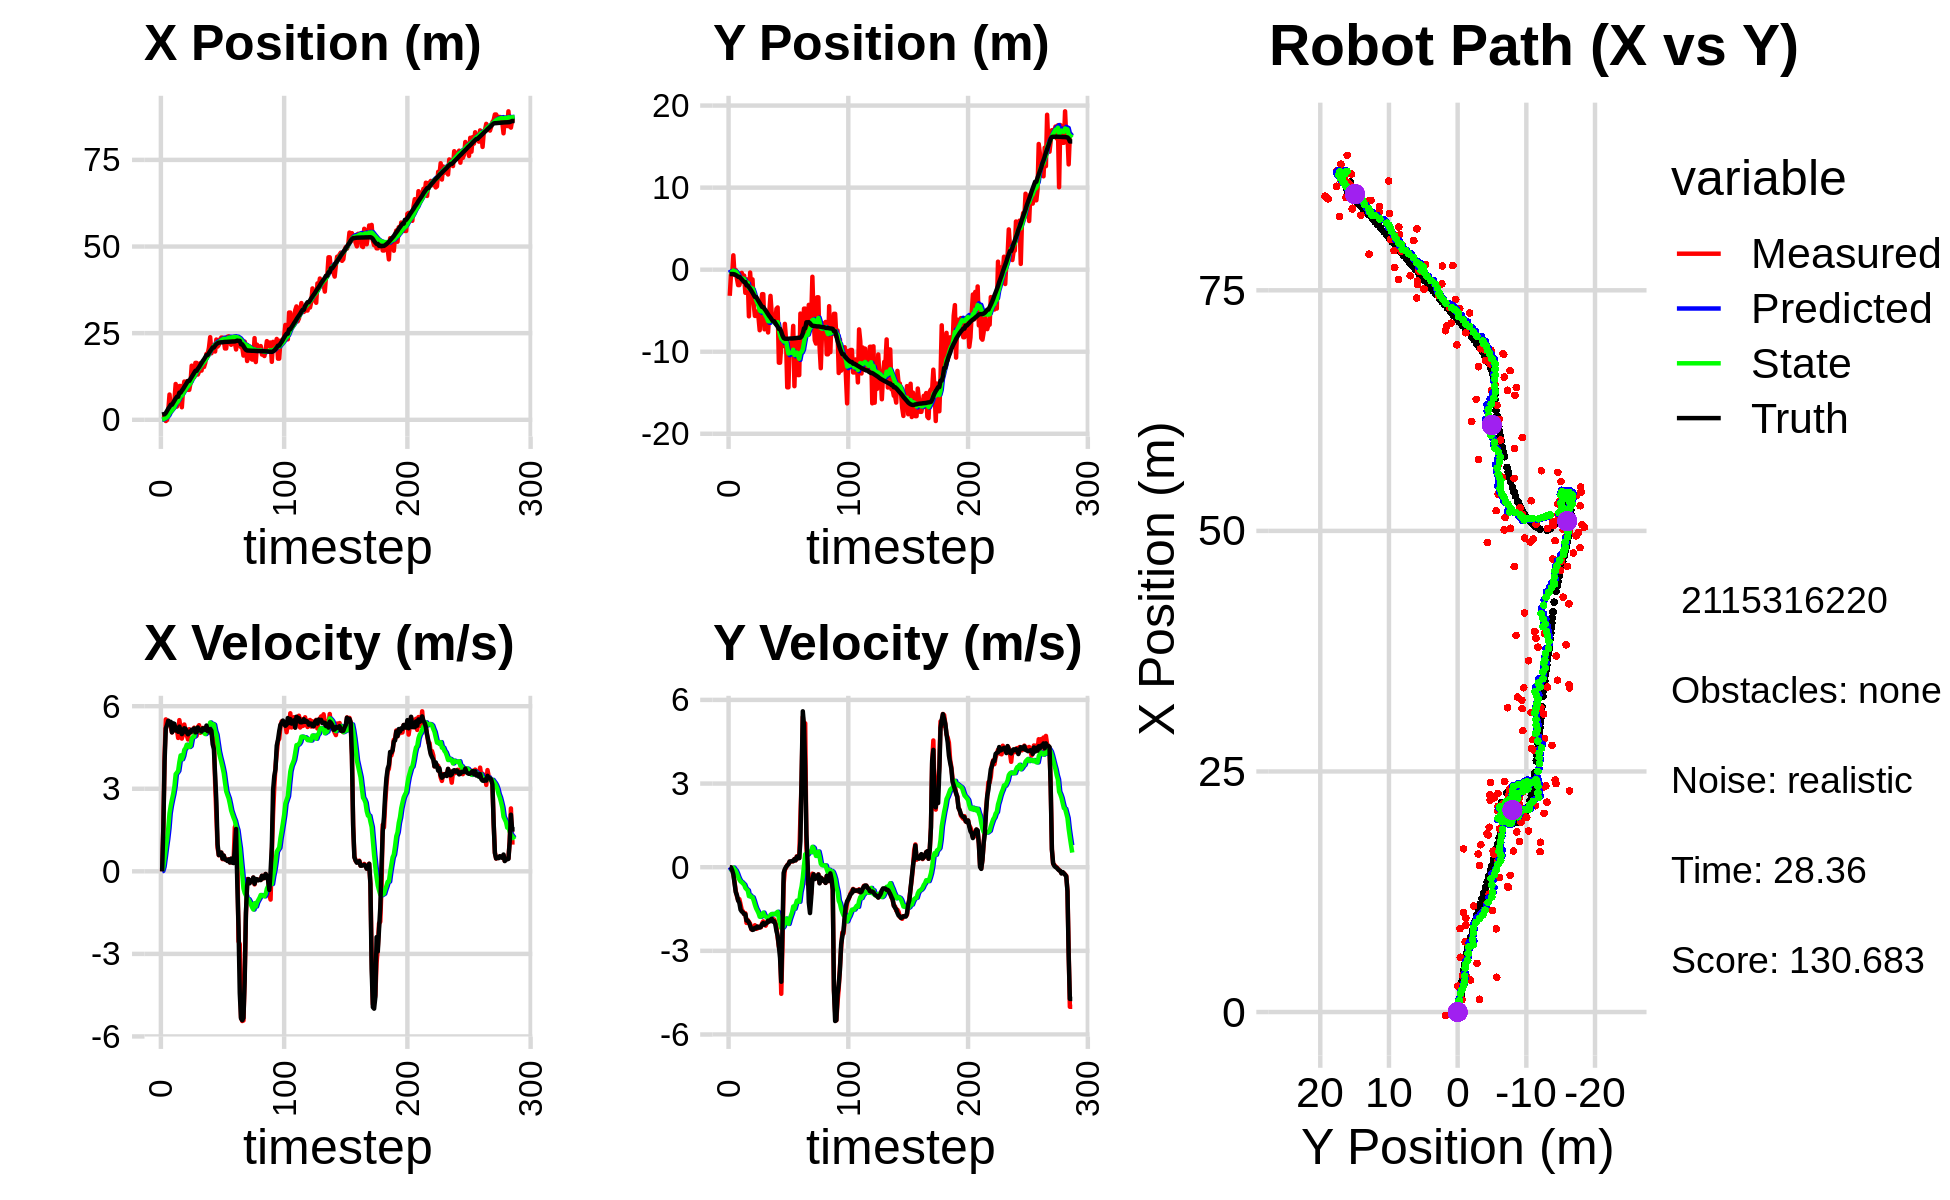 X Position (m)
75
50
25
0
0
100
200
300
timestep
Y Position (m)
20
10
0
-10
-20
0
100
200
300
timestep
X Velocity (m/s)
6
3
0
-3
-6
0
100
200
300
timestep
Y Velocity (m/s)
6
3
0
-3
-6
0
100
200
300
timestep
Robot Path (X vs Y)
X Position (m)
75
50
25
0
20 10 0 -10 -20
Y Position (m)
variable
Measured
Predicted
State
Truth
2115316220
Obstacles: none
Noise: realistic
Time: 28.36
Score: 130.683